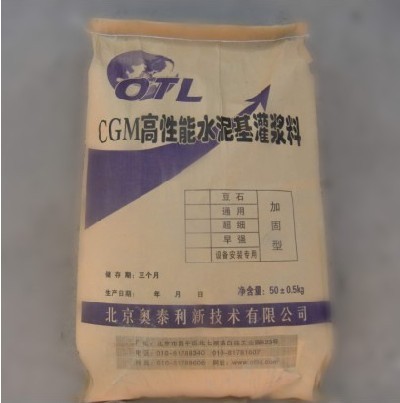 OTL
CGM高性能水泥基灌浆料
豆石
通用
超细
早强
设备安装专用
加固型
储存期：三个月
生产日期： 年 月 日
净含量：50±0.5kg
北京奥泰利新技术有限公司